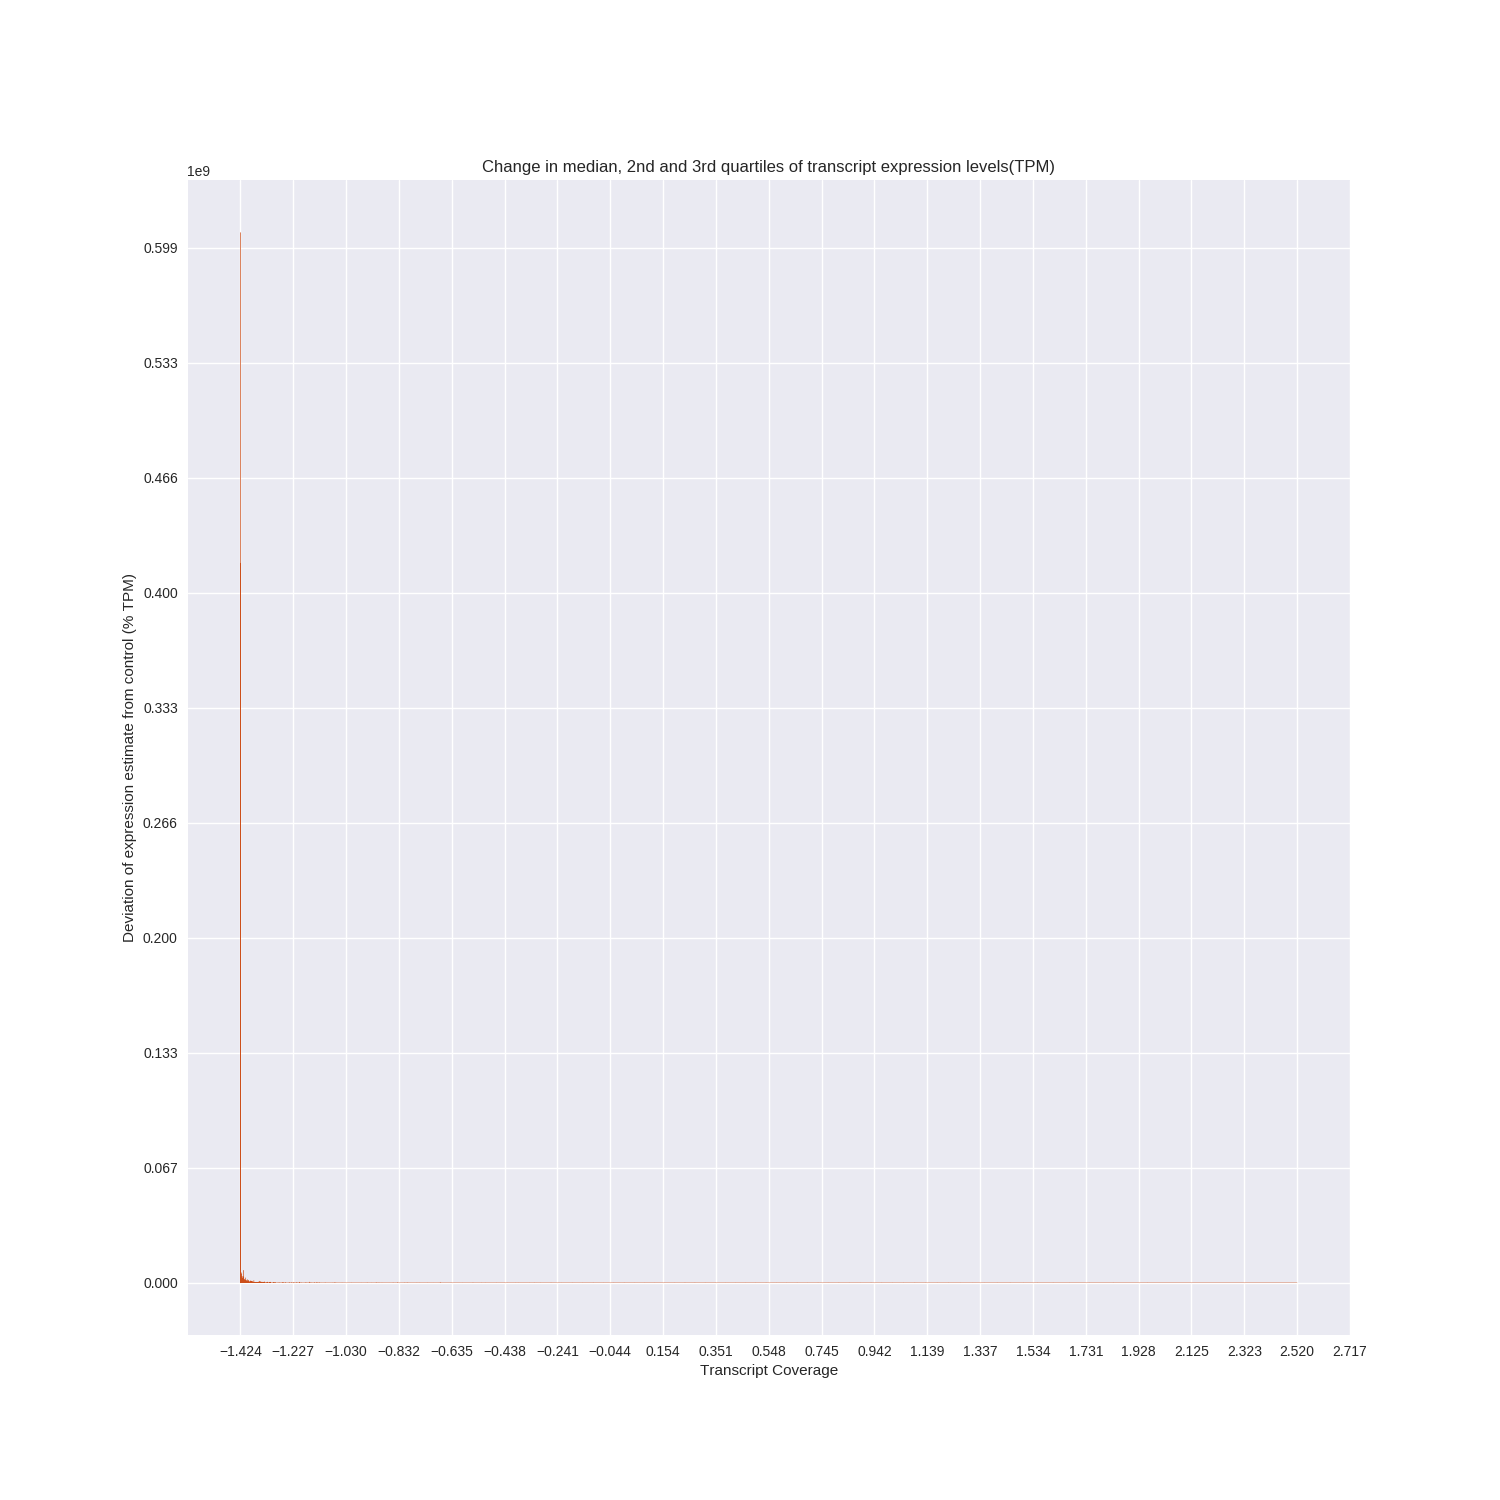 Change in median, 2nd and 3rd quartiles of transcript expression levels(TPM)
1e9
0.599
0.533
0.466
0.400
0.333
0.266
0.200
0.133
0.067
0.000
Deviation of expression estimate from control (% TPM)
−1.424 −1.227 −1.030 −0.832 −0.635 −0.438 −0.241 −0.044 0.154 0.351 0.548 0.745 0.942 1.139 1.337 1.534 1.731 1.928 2.125 2.323 2.520 2.717
Transcript Coverage